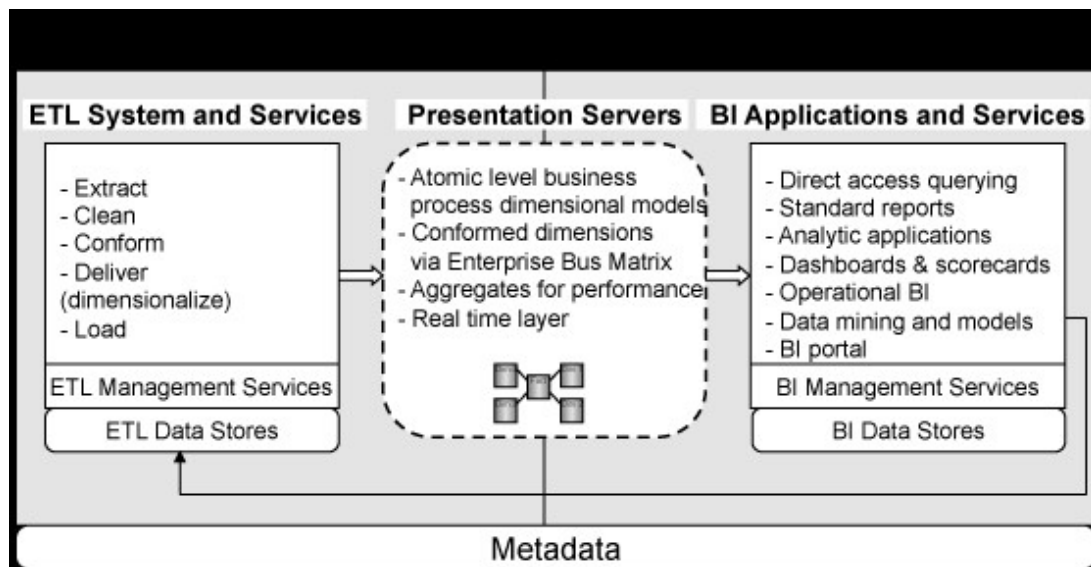 ETL System and Services
- Extract
- Clean
- Conform
- Deliver
(dimensionalize)
- Load
ETL Management Services
ETL Data Stores
Presentation Servers
- Atomic level business
process dimensional models
- Conformed dimensions
via Enterprise Bus Matrix
- Aggregates for performance
- Real time layer
BI Applications and Services
- Direct access querying
- Standard reports
- Analytic applications
- Dashboards & scorecards
- Operational BI
- Data mining and models
- BI portal
BI Management Services
BI Data Stores
Metadata